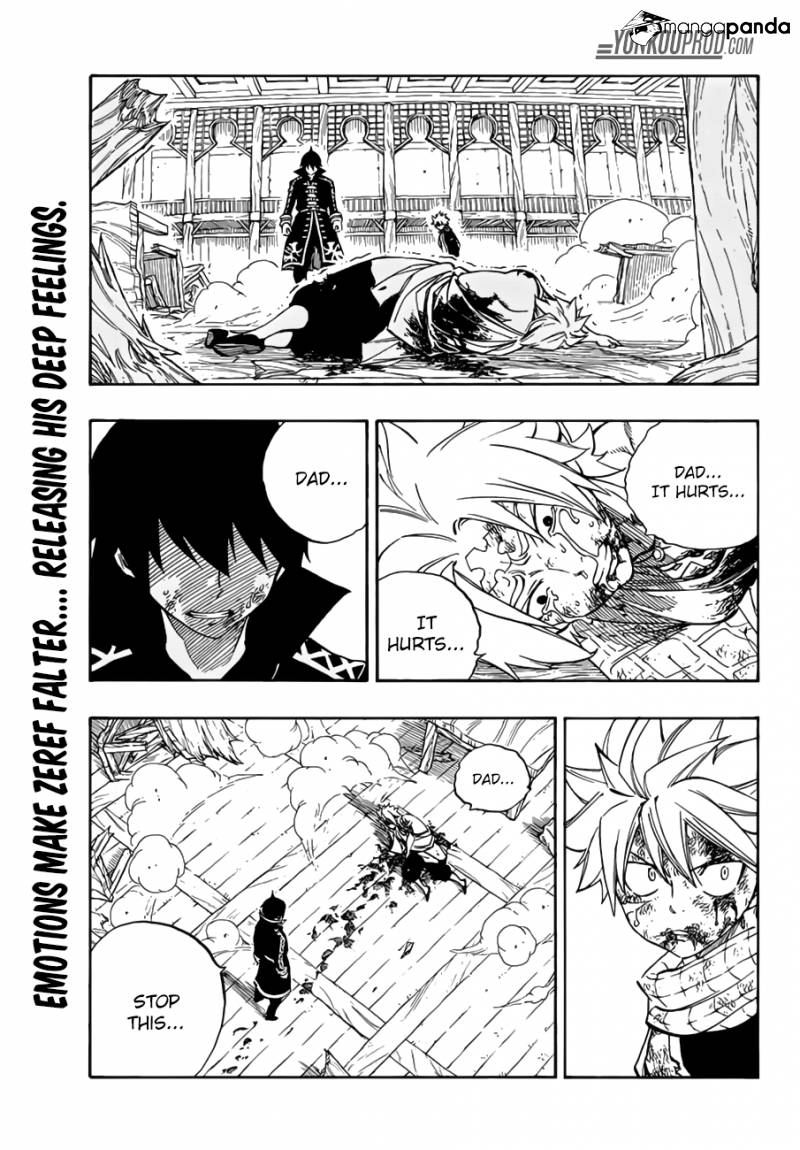 mangapanda
YONKOUPROD.COM
EMOTIONS MAKE ZEREF FALTER.... RELEASING HIS DEEP FEELINGS.
DAD...
IT HURTS...
IT
HURTS...
DAD...
DAD...
STOP
THIS...